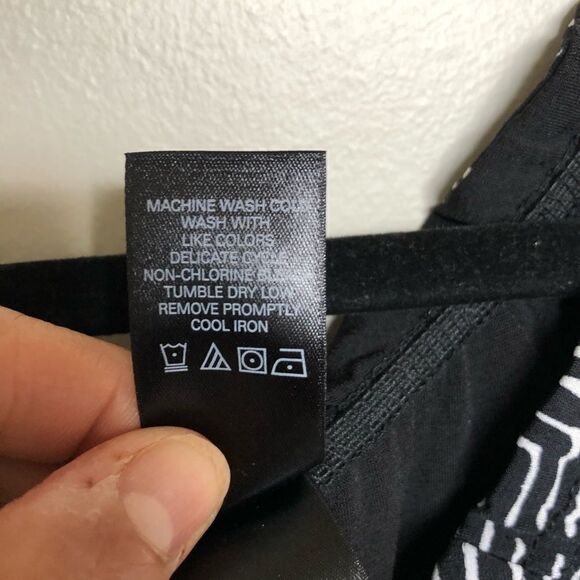 MACHINE WASH COLD
WASH WITH
LIKE COLORS
DELICATE CYCLE
NON-CHLORINE
TUMBLE DRY LOW
REMOVE PROMPTLY
COOL IRON